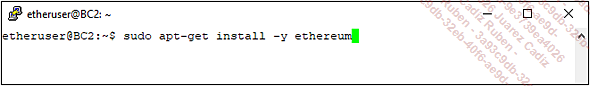 etheruser@BC2: ~
etheruser@BC2:~$ sudo apt-get install -y ethereum